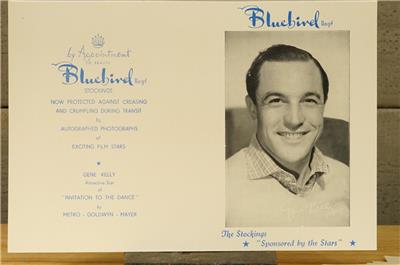 by Appointment
TO BEAUTY
Bluebird Regd
STOCKINGS
NOW PROTECTED AGAINST CREASING
AND CRUMPLING DURING TRANSIT
by
AUTOGRAPHED PHOTOGRAPHS
of
EXCITING FILM STARS
GENE KELLY
Attractive Star
of
"INVITATION TO THE DANCE"
by
METRO - GOLDWYN - MAYER
Bluebird Regd
The Stockings
"Sponsored by the Stars"